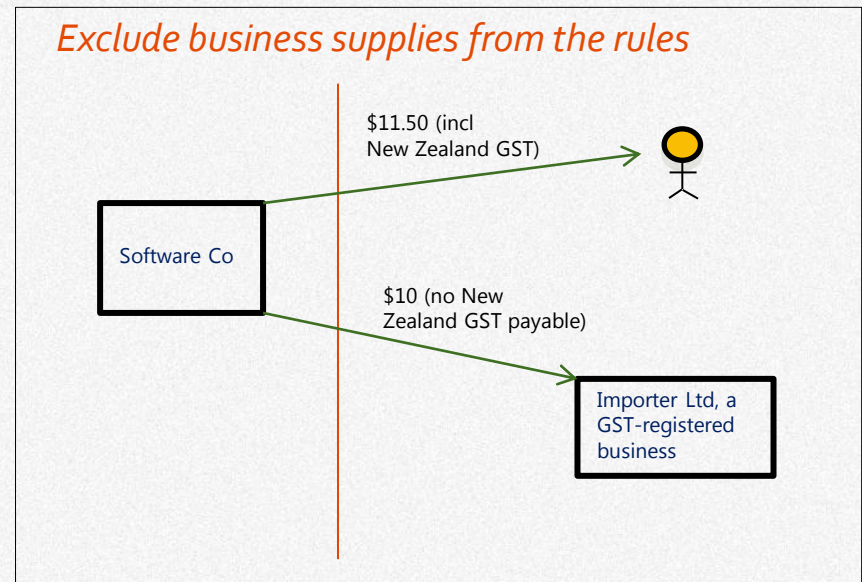 Exclude business supplies from the rules
$11.50 (incl
New Zealand GST)
Software Co
$10 (no New
Zealand GST payable)
Importer Ltd, a
GST-registered
business